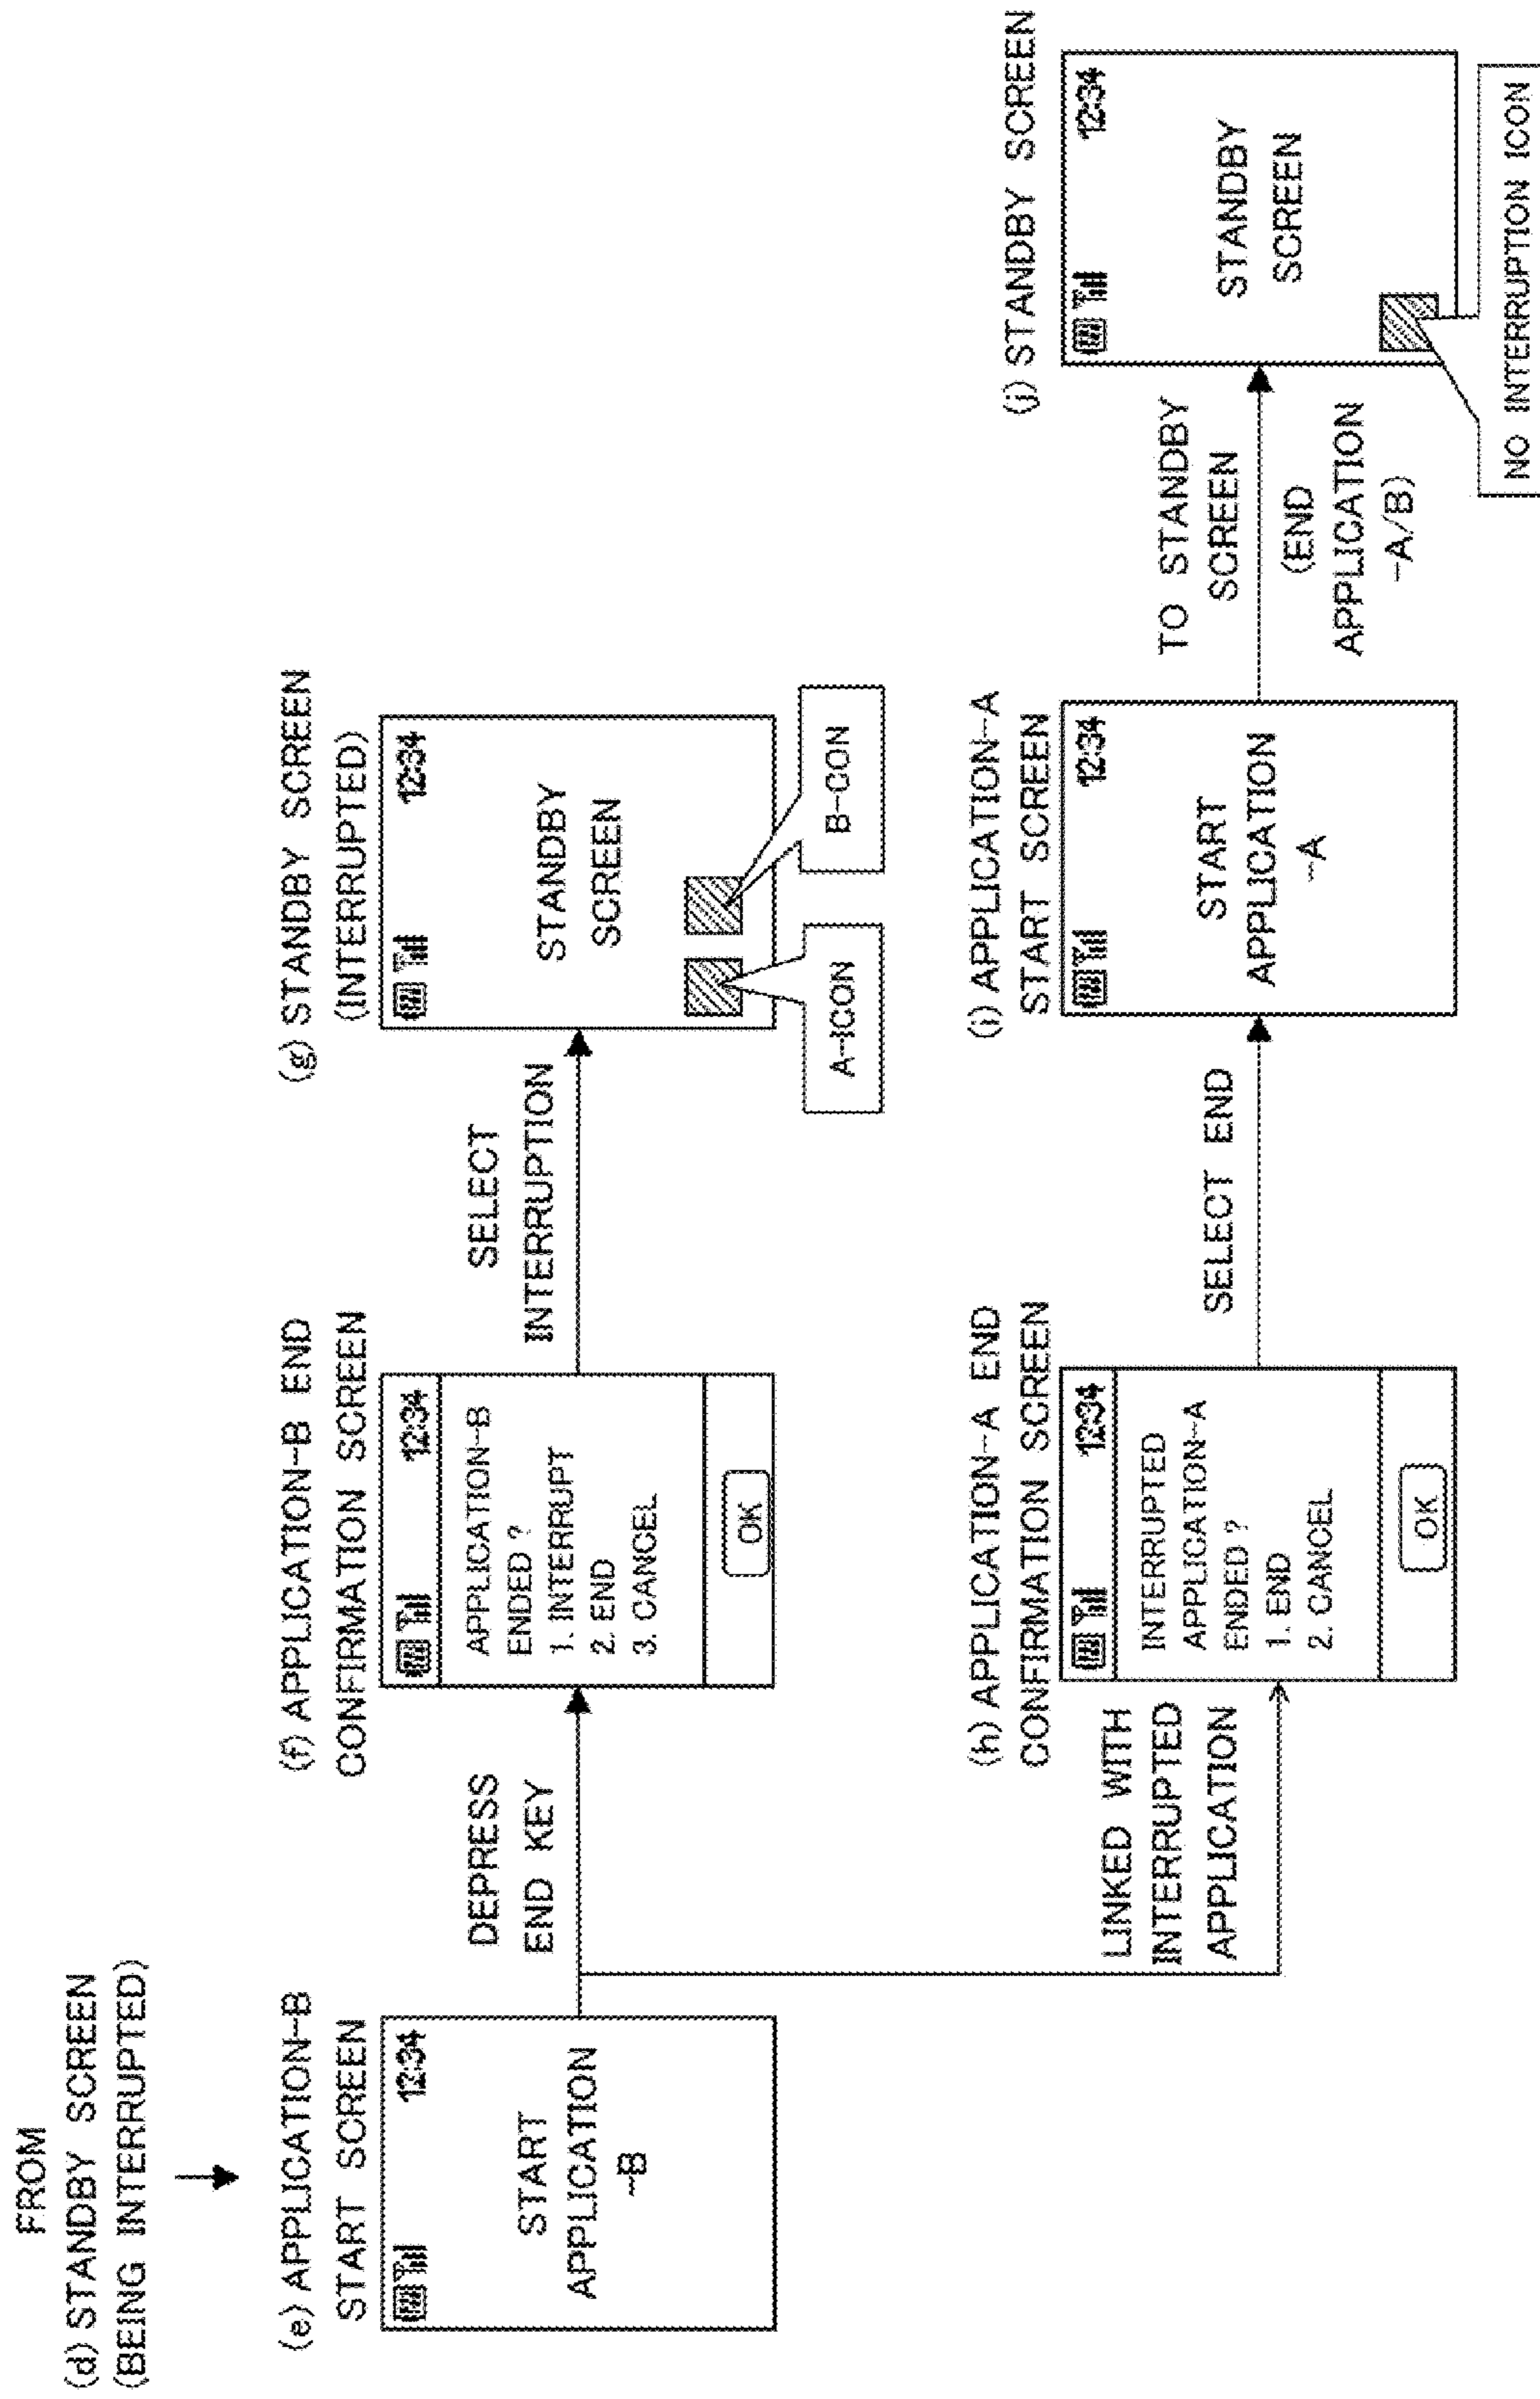 FROM
(d) STANDBY SCREEN
(BEING INTERRUPTED)
(e) APPLICATION-B
START SCREEN
12:34
START
APPLICATION
-B
DEPRESS
END KEY
(f) APPLICATION-B END
CONFIRMATION SCREEN
12:34
APPLICATION-B
ENDED ?
1. INTERRUPT
2. END
3. CANCEL
OK
SELECT
INTERRUPTION
(g) STANDBY SCREEN
(INTERRUPTED)
12:34
STANDBY
SCREEN
A-ICON
B-CON
LINKED WITH
INTERRUPTED
APPLICATION
(h) APPLICATION-A END
CONFIRMATION SCREEN
12:34
INTERRUPTED
APPLICATION-A
ENDED ?
1. END
2. CANCEL
OK
SELECT END
(i) APPLICATION-A
START SCREEN
12:34
START
APPLICATION
-A
TO STANDBY
SCREEN
(END
APPLICATION
-A/B)
(j) STANDBY SCREEN
12:34
STANDBY
SCREEN
NO INTERRUPTION ICON